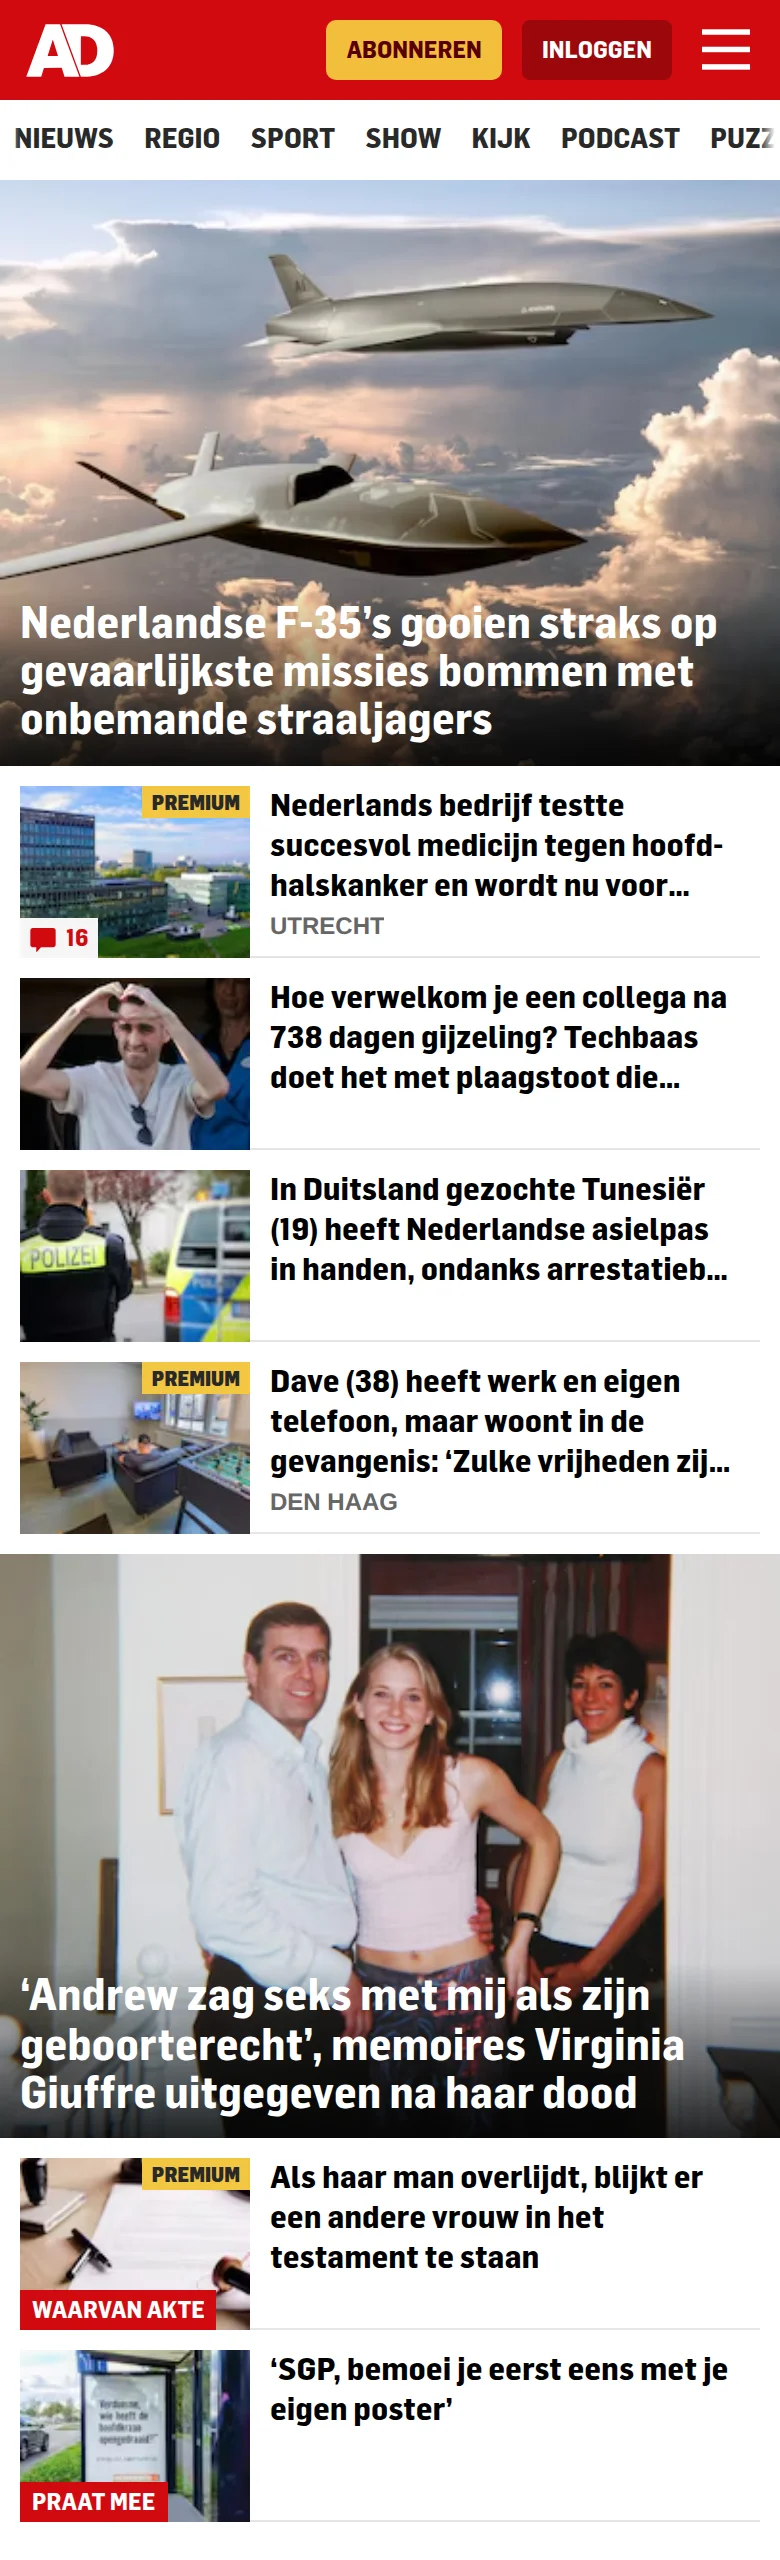 AD
ABONNEREN
INLOGGEN
NIEUWS REGIO SPORT SHOW KIJK PODCAST PUZZ
Nederlandse F-35’s gooien straks op
gevaarlijkste missies bommen met
onbemande straaljagers
PREMIUM
16
Nederlands bedrijf testte
succesvol medicijn tegen hoofd-
halskanker en wordt nu voor...
UTRECHT
Hoe verwelkom je een collega na
738 dagen gijzeling? Techbaas
doet het met plaagstoot die...
POLIZEI
In Duitsland gezochte Tunesiër
(19) heeft Nederlandse asielpas
in handen, ondanks arrestatieb...
PREMIUM
Dave (38) heeft werk en eigen
telefoon, maar woont in de
gevangenis: ‘Zulke vrijheden zij...
DEN HAAG
‘Andrew zag seks met mij als zijn
geboorterecht’, memoires Virginia
Giuffre uitgegeven na haar dood
PREMIUM
WAARVAN AKTE
Als haar man overlijdt, blijkt er
een andere vrouw in het
testament te staan
wie heeft de
hoofdkraan
opengedraaid?"
PRAAT MEE
‘SGP, bemoei je eerst eens met je
eigen poster’